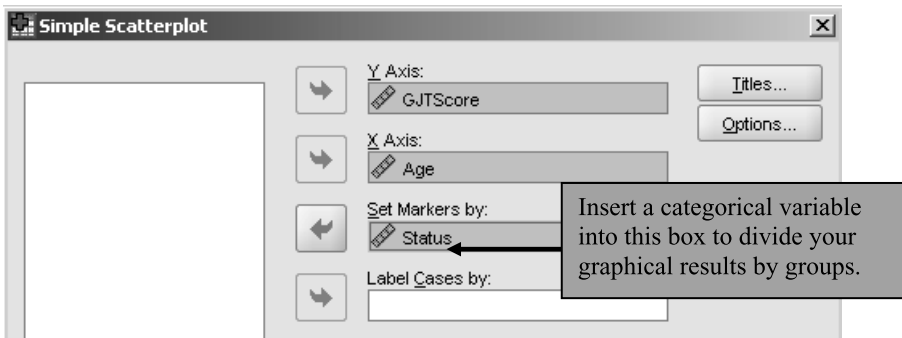 Simple Scatterplot
Y Axis:
GJTScore
X Axis:
Age
Set Markers by:
Status
Label Cases by:
Titles...
Options...
Insert a categorical variable
into this box to divide your
graphical results by groups.